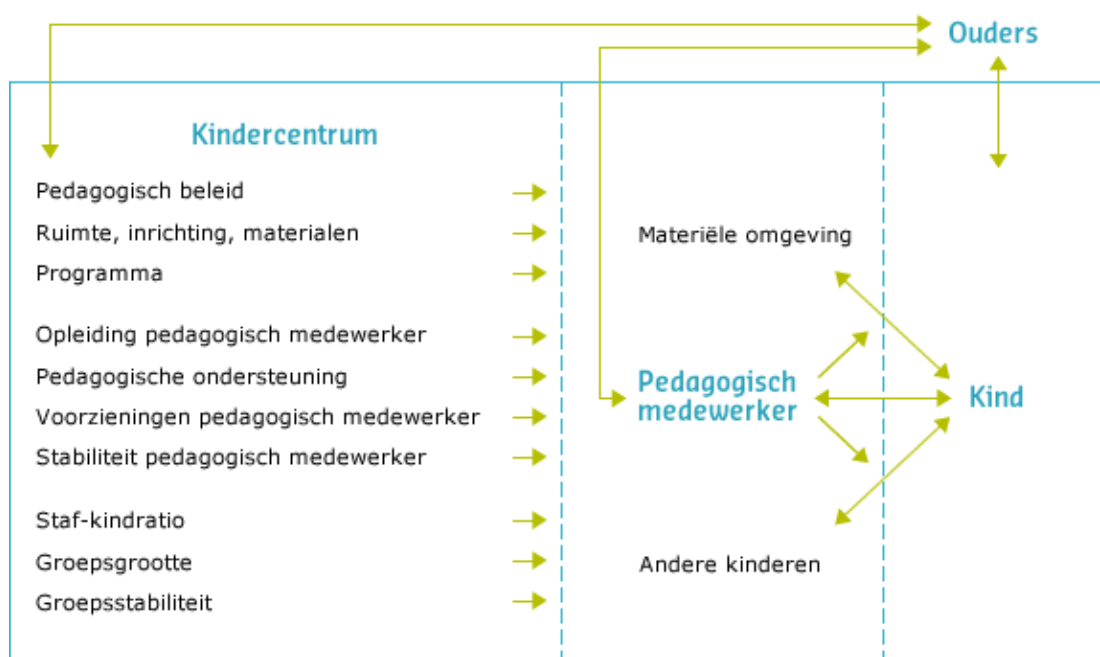 Ouders
Kindercentrum
Pedagogisch beleid
Ruimte, inrichting, materialen
Programma
Opleiding pedagogisch medewerker
Pedagogische ondersteuning
Voorzieningen pedagogisch medewerker
Stabiliteit pedagogisch medewerker
Staf-kindratio
Groepsgrootte
Groepsstabiliteit
Materiële omgeving
Pedagogisch
medewerker
Andere kinderen
Kind